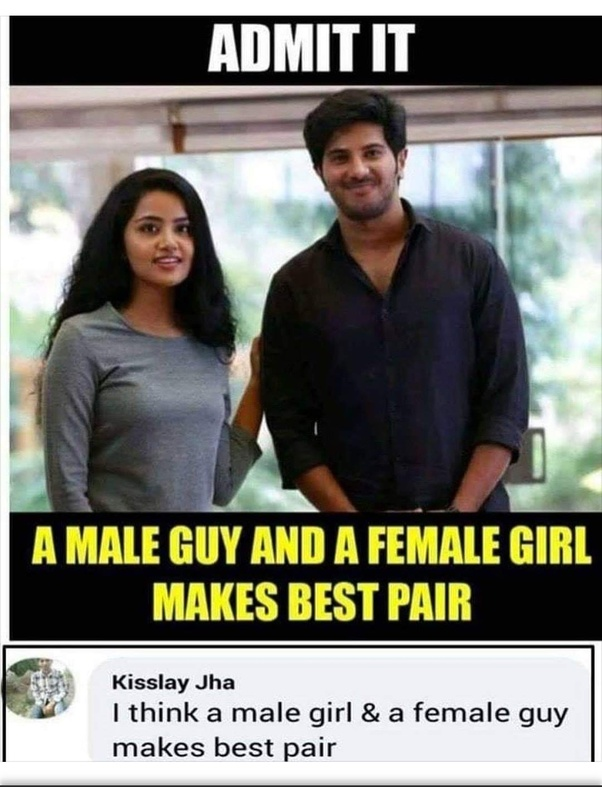 ADMIT IT
A MALE GUY AND A FEMALE GIRL
MAKES BEST PAIR
Kisslay Jha
I think a male girl & a female guy
makes best pair